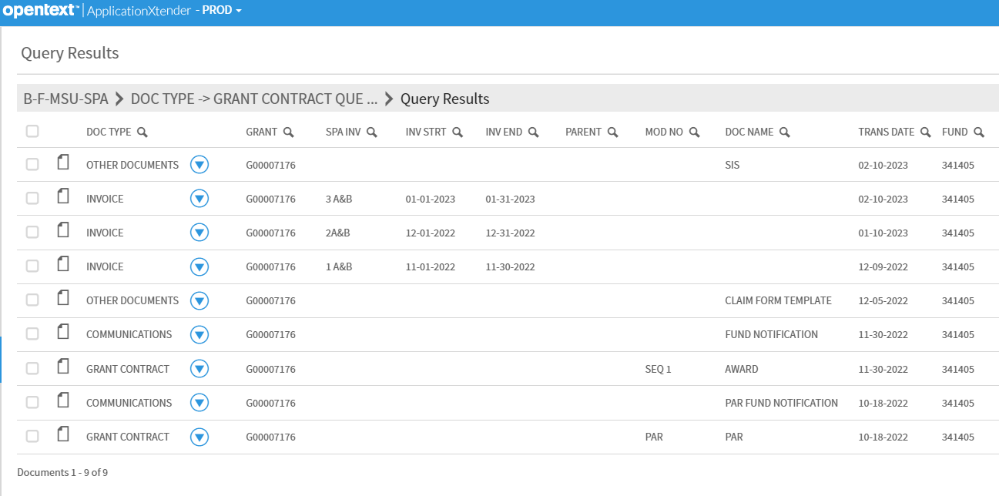 opentext™ | ApplicationXtender - PROD
Query Results
B-F-MSU-SPA > DOC TYPE -> GRANT CONTRACT QUE ... > Query Results
DOC TYPE GRANT SPA INV INV STRT INV END PARENT MOD NO DOC NAME TRANS DATE FUND
OTHER DOCUMENTS G00007176 SIS 02-10-2023 341405
INVOICE G00007176 3 A&B 01-01-2023 01-31-2023 02-10-2023 341405
INVOICE G00007176 2A&B 12-01-2022 12-31-2022 01-10-2023 341405
INVOICE G00007176 1 A&B 11-01-2022 11-30-2022 12-09-2022 341405
OTHER DOCUMENTS G00007176 CLAIM FORM TEMPLATE 12-05-2022 341405
COMMUNICATIONS G00007176 FUND NOTIFICATION 11-30-2022 341405
GRANT CONTRACT G00007176 SEQ 1 AWARD 11-30-2022 341405
COMMUNICATIONS G00007176 PAR FUND NOTIFICATION 10-18-2022 341405
GRANT CONTRACT G00007176 PAR PAR 10-18-2022 341405
Documents 1 - 9 of 9